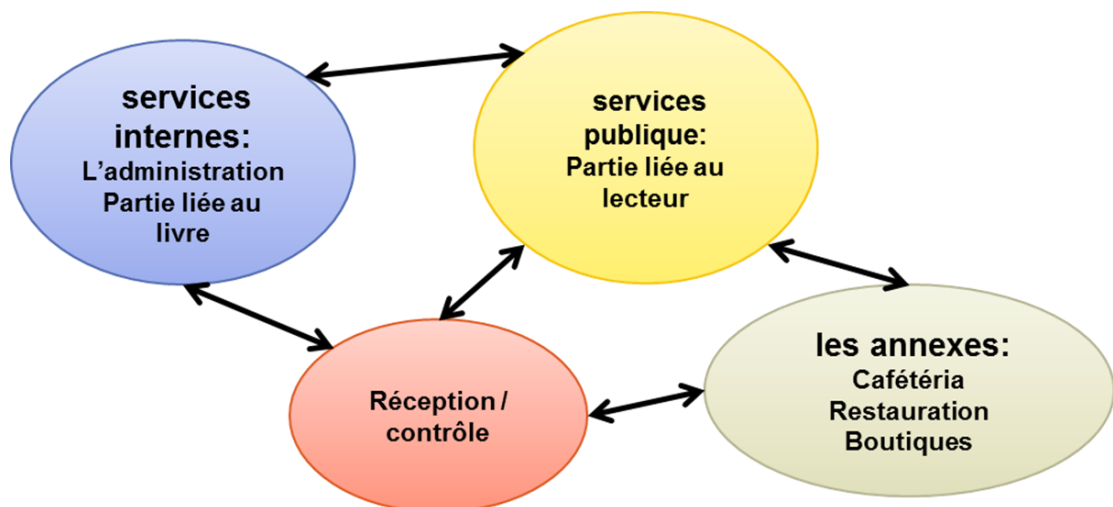 services
internes:
L’administration
Partie liée au
livre
services
publique:
Partie liée au
lecteur
Réception /
contrôle
les annexes:
Cafétéria
Restauration
Boutiques